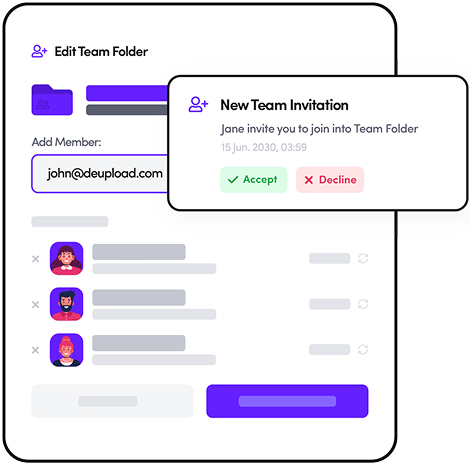 Edit Team Folder
Add Member:
john@deupload.com
New Team Invitation
Jane invite you to join into Team Folder
15 Jun. 2030, 03:59
Accept
Decline